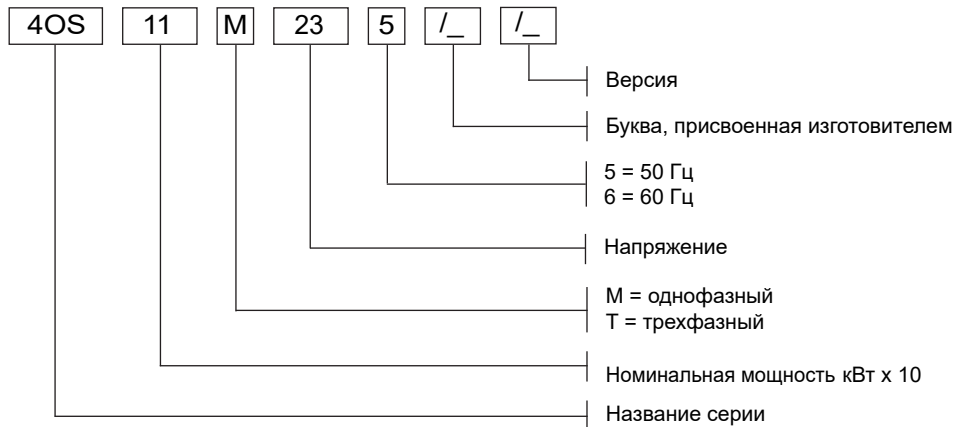 4OS 11 M 23 5 /_ /_
Версия
Буква, присвоенная изготовителем
5 = 50 Гц
6 = 60 Гц
Напряжение
М = однофазный
Т = трехфазный
Номинальная мощность кВт x 10
Название серии